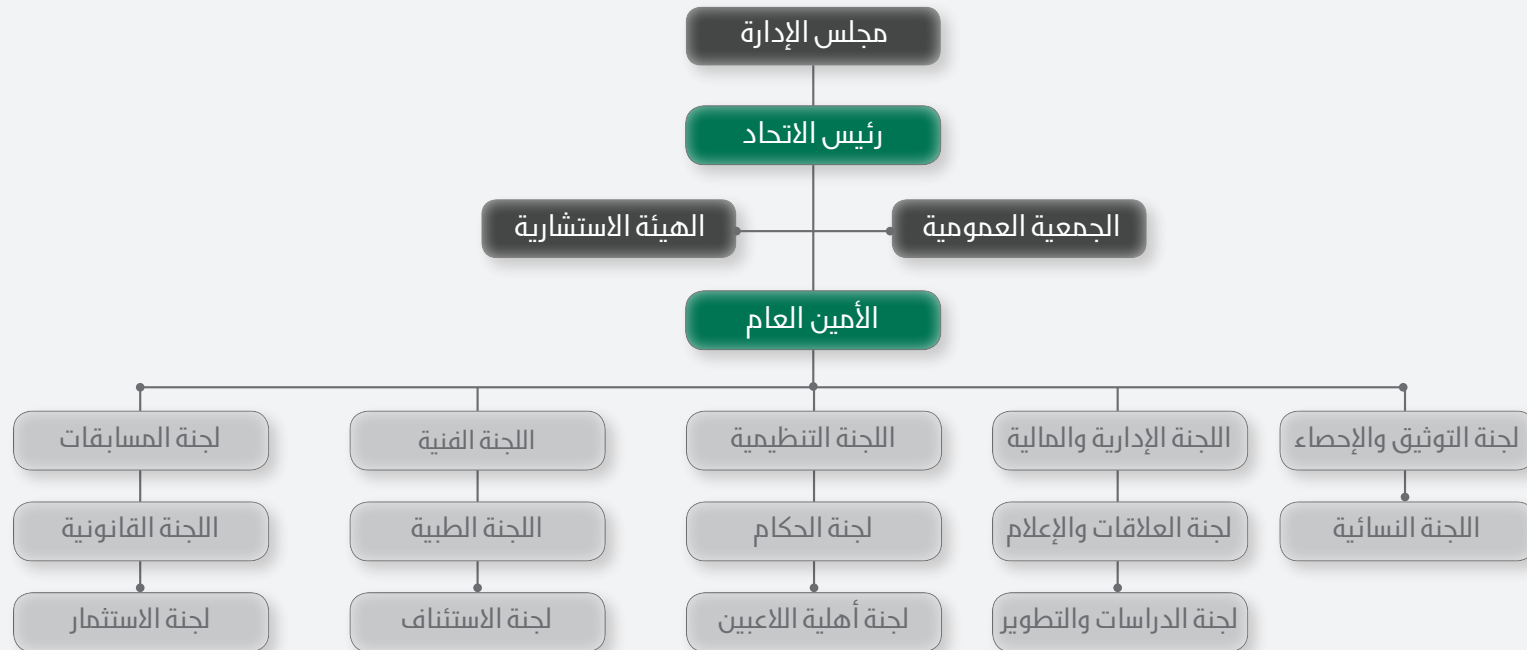 مجلس الإدارة
رئيس الاتحاد
الجمعية العمومية
الهيئة الاستشارية
الأمين العام
لجنة التوثيق والإحصاء
اللجنة الإدارية والمالية
اللجنة التنظيمية
اللجنة الفنية
لجنة المسابقات
اللجنة النسائية
لجنة العلاقات والإعلام
لجنة الحكام
اللجنة الطبية
اللجنة القانونية
لجنة الدراسات والتطوير
لجنة أهلية اللاعبين
لجنة الاستئناف
لجنة الاستثمار